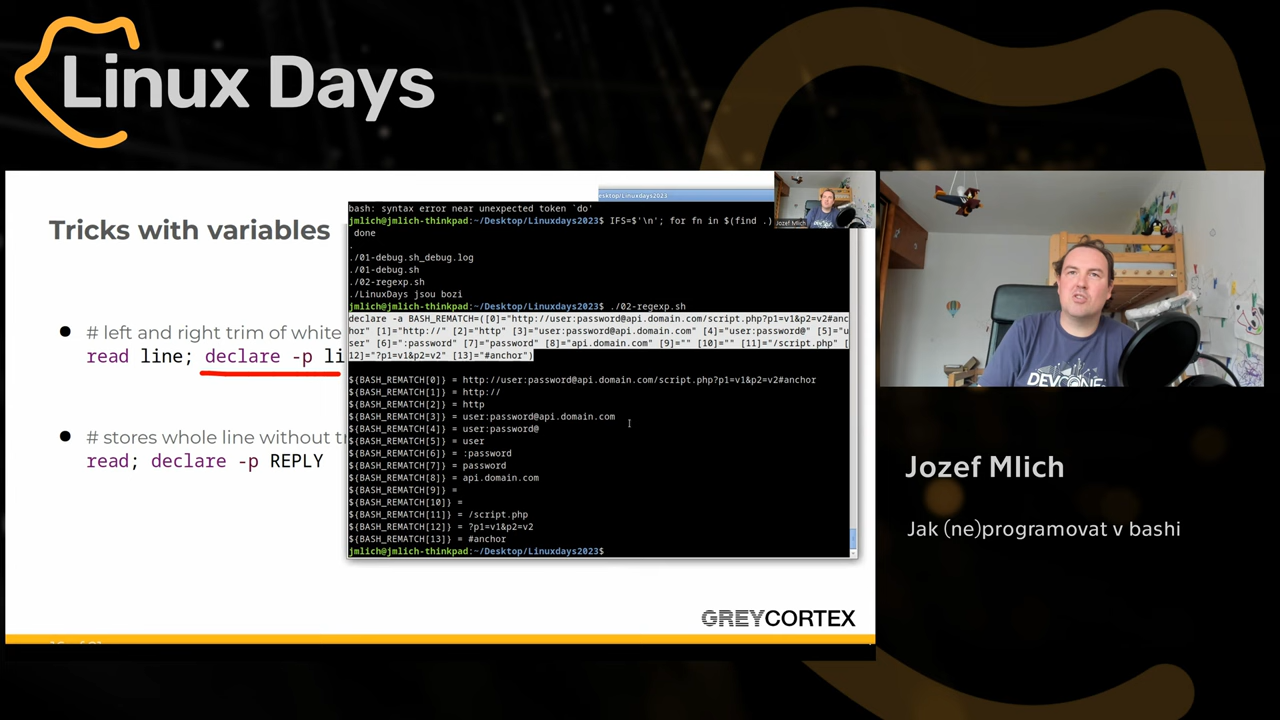 Linux Days
Tricks with variables
# left and right trim of white
read line; declare -p li
# stores whole line without tr
read; declare -p REPLY
esktop/Linuxdays2023
Jozef Mlich
bash: syntax error near unexpected token `do'
jmlich@jmlich-thinkpad:~/Desktop/Linuxdays2023$ IFS=$'\n'; for fn in $(find .)
done
.
./01-debug.sh_debug.log
./01-debug.sh
./02-regexp.sh
./LinuxDays jsou bozi
jmlich@jmlich-thinkpad:~/Desktop/Linuxdays2023$ ./02-regexp.sh
declare -a BASH_REMATCH=([0]="http://user:password@api.domain.com/script.php?p1=v1&p2=v2#anc
hor" [1]="http://" [2]="http" [3]="user:password@api.domain.com" [4]="user:password@" [5]="u
ser" [6]=":password" [7]="password" [8]="api.domain.com" [9]="" [10]="" [11]="/script.php" [
12]="?p1=v1&p2=v2" [13]="#anchor")
${BASH_REMATCH[0]} = http://user:password@api.domain.com/script.php?p1=v1&p2=v2#anchor
${BASH_REMATCH[1]} = http://
${BASH_REMATCH[2]} = http
${BASH_REMATCH[3]} = user:password@api.domain.com
${BASH_REMATCH[4]} = user:password@
${BASH_REMATCH[5]} = user
${BASH_REMATCH[6]} = :password
${BASH_REMATCH[7]} = password
${BASH_REMATCH[8]} = api.domain.com
${BASH_REMATCH[9]} =
${BASH_REMATCH[10]} =
${BASH_REMATCH[11]} = /script.php
${BASH_REMATCH[12]} = ?p1=v1&p2=v2
${BASH_REMATCH[13]} = #anchor
jmlich@jmlich-thinkpad:~/Desktop/Linuxdays2023$
GREYCORTEX
Jozef Mlich
Jak (ne)programovat v bashi